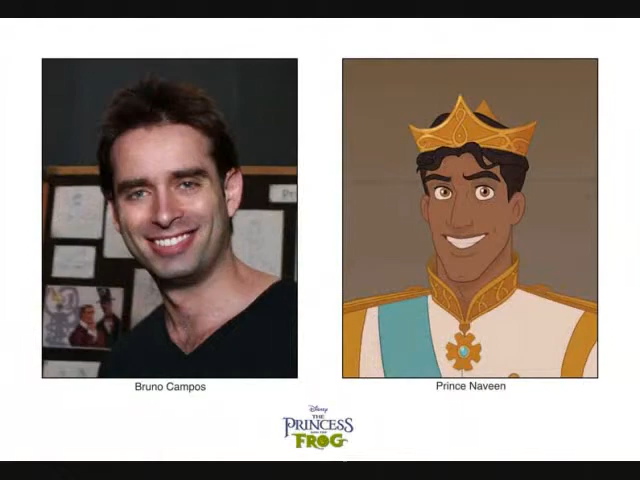 Bruno Campos
Prince Naveen
Disney
THE
PRINCESS
AND THE
FROG